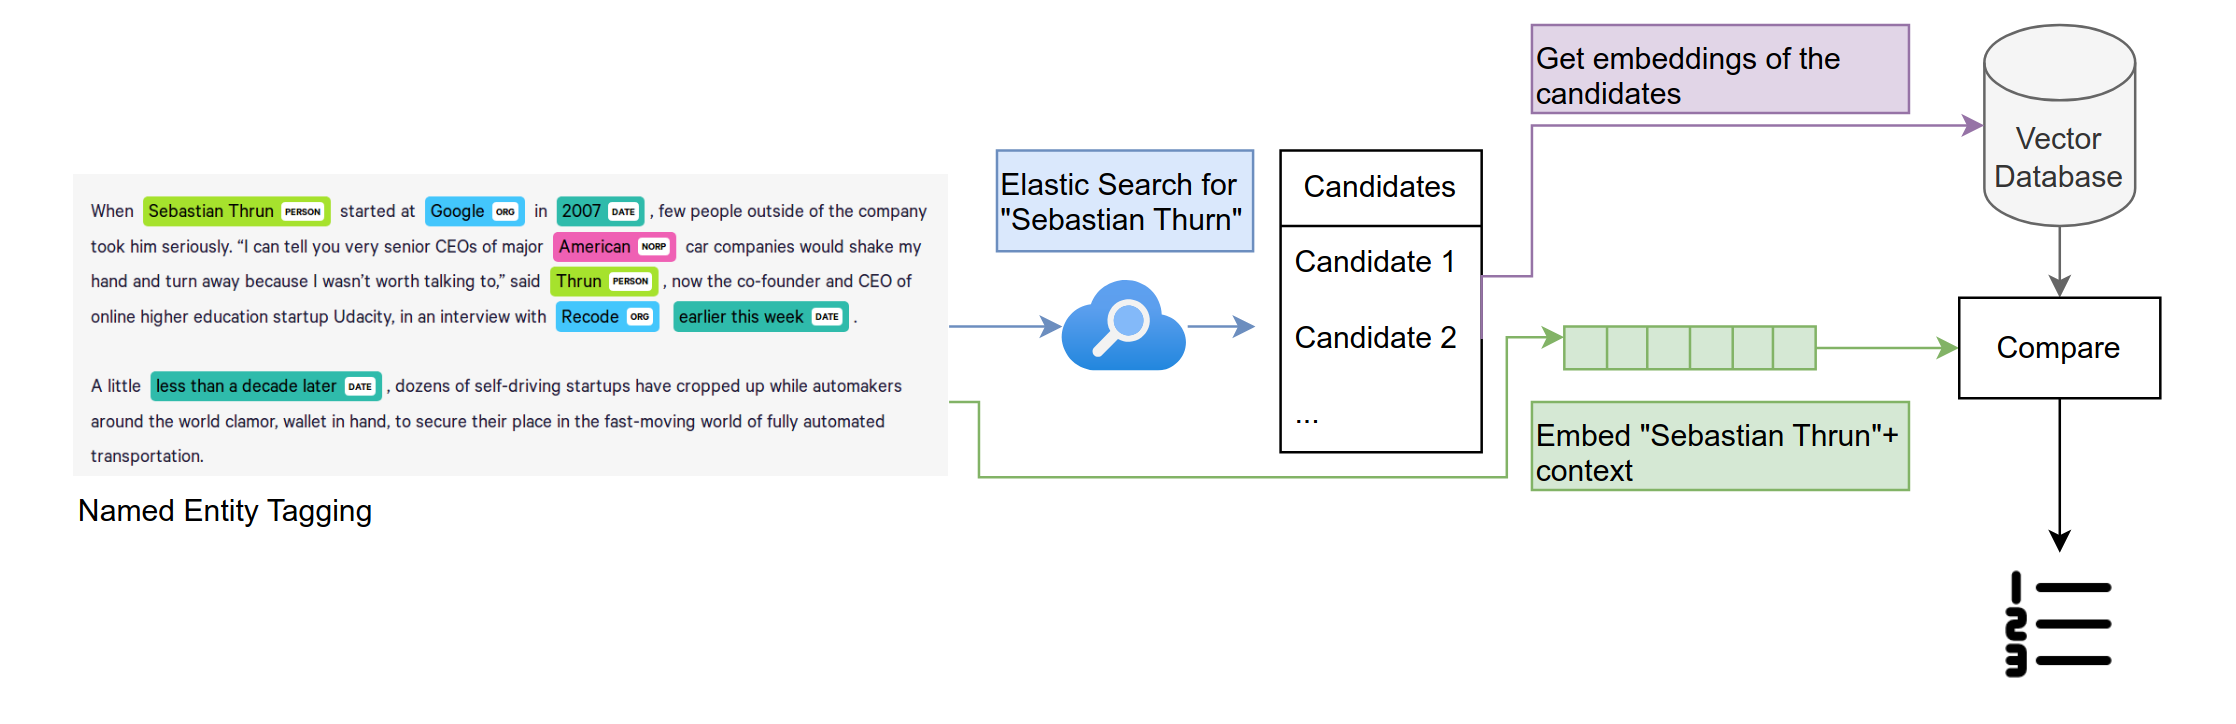 When Sebastian Thrun PERSON started at Google ORG in 2007 DATE , few people outside of the company
took him seriously. “I can tell you very senior CEOs of major American NORP car companies would shake my
hand and turn away because I wasn’t worth talking to,” said Thrun PERSON , now the co-founder and CEO of
online higher education startup Udacity, in an interview with Recode ORG earlier this week DATE .
A little less than a decade later DATE , dozens of self-driving startups have cropped up while automakers
around the world clamor, wallet in hand, to secure their place in the fast-moving world of fully automated
transportation.
Named Entity Tagging
Elastic Search for
"Sebastian Thurn"
Candidates
Candidate 1
Candidate 2
...
Get embeddings of the
candidates
Embed "Sebastian Thrun"+
context
Vector
Database
Compare
1
2
3